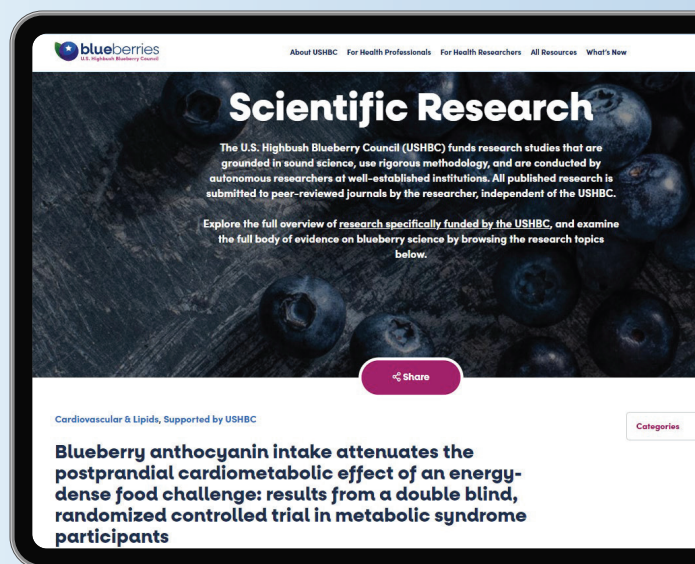 blueberries
U.S. Highbush Blueberry Council
About USHBC For Health Professionals For Health Researchers All Resources What's New
Scientific Research
The U.S. Highbush Blueberry Council (USHBC) funds research studies that are
grounded in sound science, use rigorous methodology, and are conducted by
autonomous researchers at well-established institutions. All published research is
submitted to peer-reviewed journals by the researcher, independent of the USHBC.
Explore the full overview of research specifically funded by the USHBC, and examine
the full body of evidence on blueberry science by browsing the research topics
below.
Share
Cardiovascular & Lipids, Supported by USHBC
Categories
Blueberry anthocyanin intake attenuates the
postprandial cardiometabolic effect of an energy-
dense food challenge: results from a double blind,
randomized controlled trial in metabolic syndrome
participants